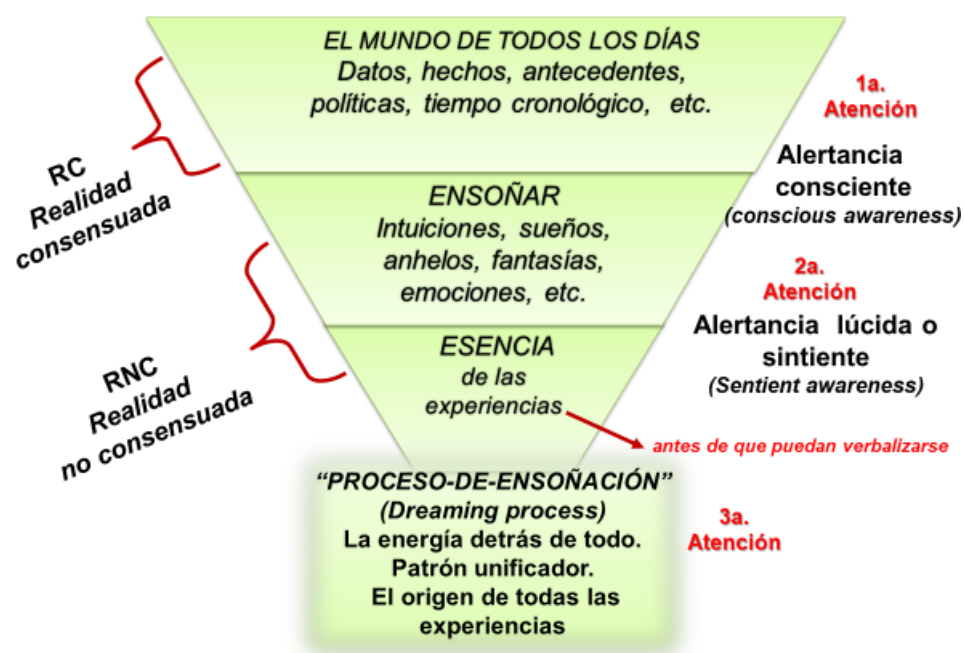 EL MUNDO DE TODOS LOS DÍAS
Datos, hechos, antecedentes,
políticas, tiempo cronológico, etc.
1a.
Atención
RC
Realidad
consensuada
Alertancia
consciente
(conscious awareness)
ENSOÑAR
Intuiciones, sueños,
anhelos, fantasías,
emociones, etc.
2a.
Atención
Alertancia lúcida o
sintiente
(Sentient awareness)
RNC
Realidad
no consensuada
ESENCIA
de las
experiencias
antes de que puedan verbalizarse
“PROCESO-DE-ENSOÑACIÓN”
(Dreaming process)
La energía detrás de todo.
Patrón unificador.
El origen de todas las
experiencias
3a.
Atención